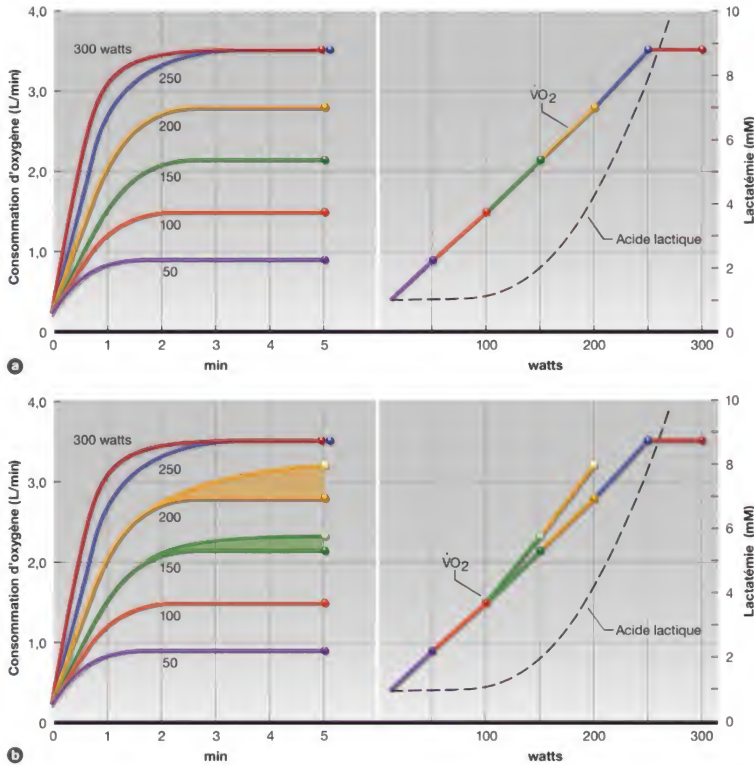 4,0
3,0
2,0
1,0
0
Consommation d'oxygène (L/min)
300 watts
250
200
150
100
50
0 1 2 3 4 5
min
V̇O2
Acide lactique
100 200 300
watts
10
8
6
4
2
0
Lactatémie (mM)
a
4,0
3,0
2,0
1,0
0
Consommation d'oxygène (L/min)
300 watts
250
200
150
100
50
0 1 2 3 4 5
min
V̇O2
Acide lactique
100 200 300
watts
10
8
6
4
2
0
Lactatémie (mM)
b